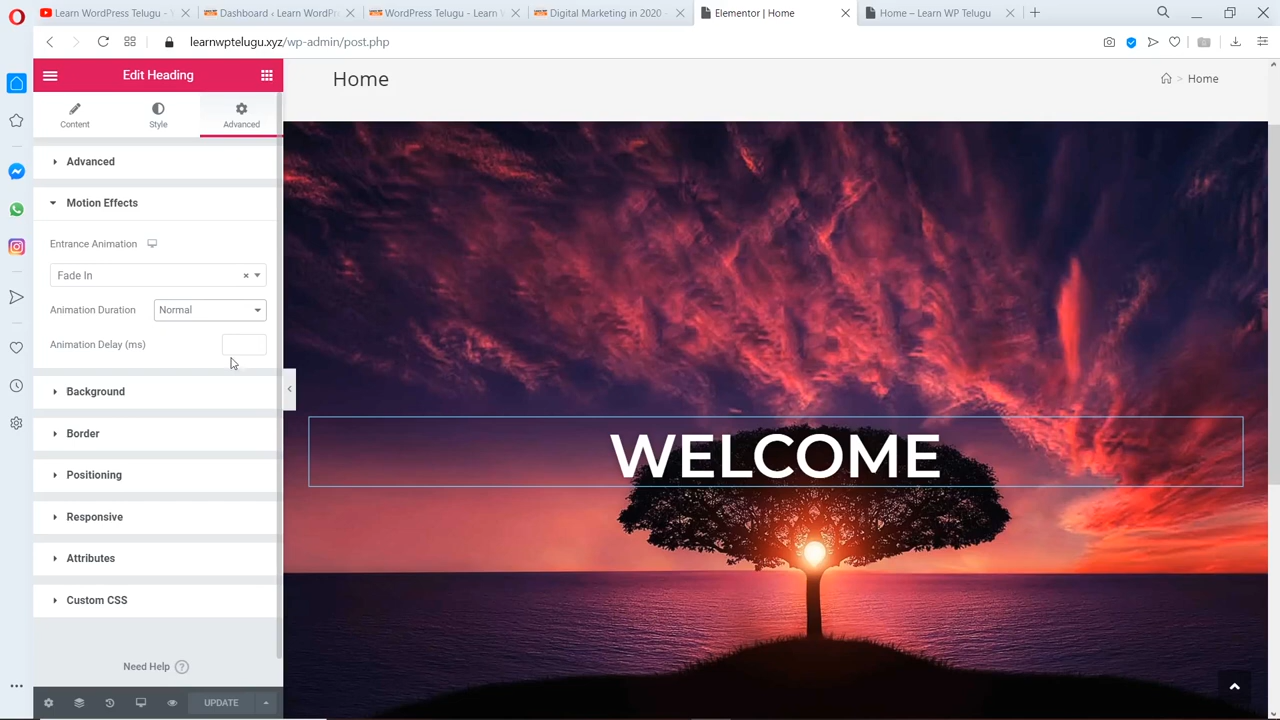 Learn WordPress Telugu - Y
Dashboard ‹ Learn WordPr
WordPress Telugu - Learn W
Digital Marketing in 2020 -
Elementor | Home
Home – Learn WP Telugu
learnwptelugu.xyz/wp-admin/post.php
Edit Heading
Content
Style
Advanced
Advanced
Motion Effects
Entrance Animation
Fade In
Animation Duration
Normal
Animation Delay (ms)
Background
Border
Positioning
Responsive
Attributes
Custom CSS
Need Help
UPDATE
Home
> Home
WELCOME